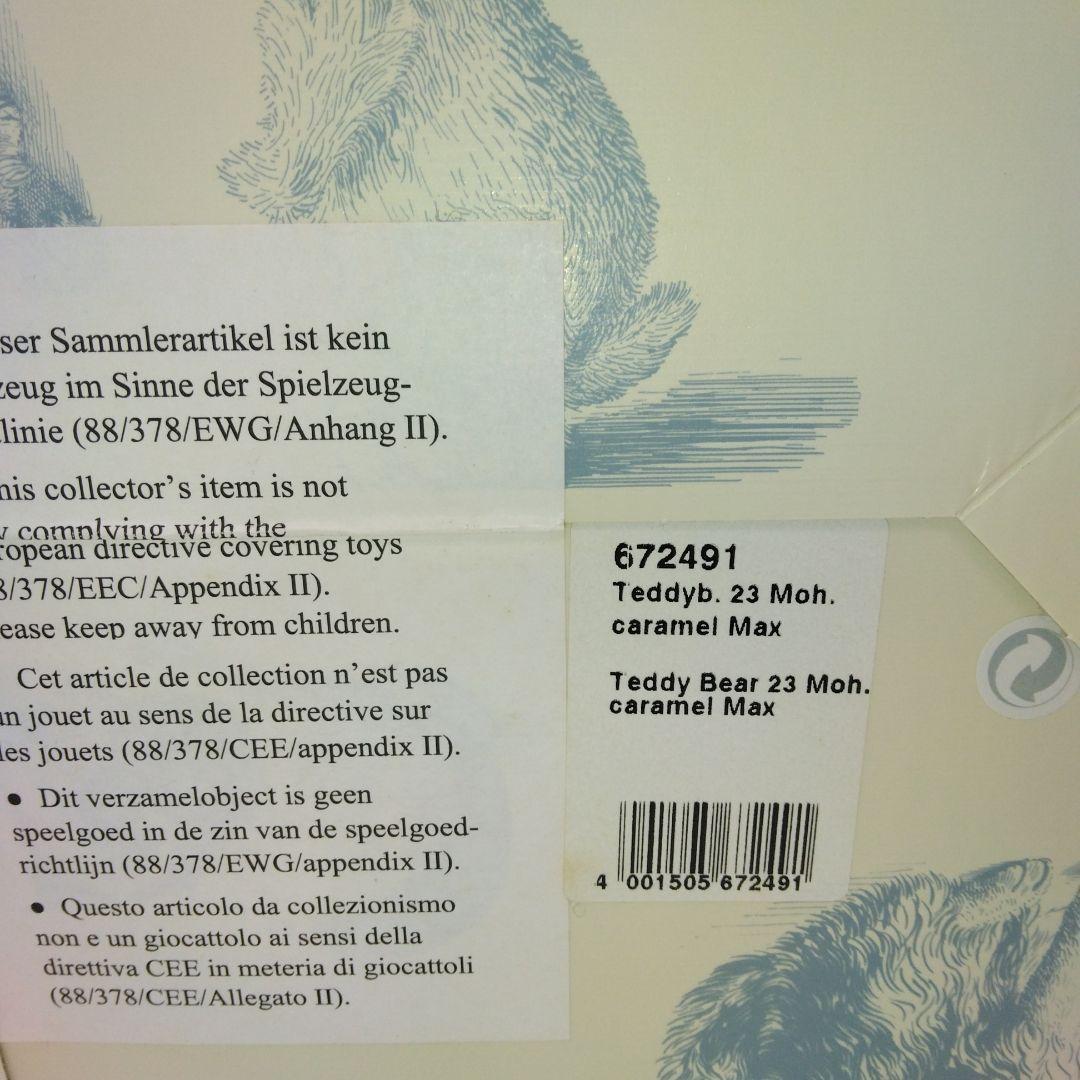 ser Sammlerartikel ist kein
zeug im Sinne der Spielzeug-
linie (88/378/EWG/Anhang II).
his collector's item is not
y complying with the
ropean directive covering toys
8/378/EEC/Appendix II).
ease keep away from children.
Cet article de collection n'est pas
un jouet au sens de la directive sur
les jouets (88/378/CEE/appendix II).
• Dit verzamelobject is geen
speelgoed in de zin van de speelgoed-
richtlijn (88/378/EWG/appendix II).
• Questo articolo da collezionismo
non e un giocattolo ai sensi della
direttiva CEE in meteria di giocattoli
(88/378/CEE/Allegato II).
672491
Teddyb. 23 Moh.
caramel Max
Teddy Bear 23 Moh.
caramel Max
4 001505 672491